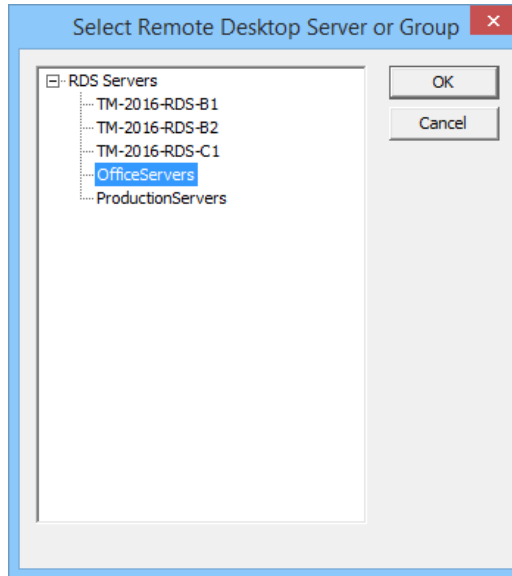 Select Remote Desktop Server or Group
RDS Servers
TM-2016-RDS-B1
TM-2016-RDS-B2
TM-2016-RDS-C1
OfficeServers
ProductionServers
OK
Cancel